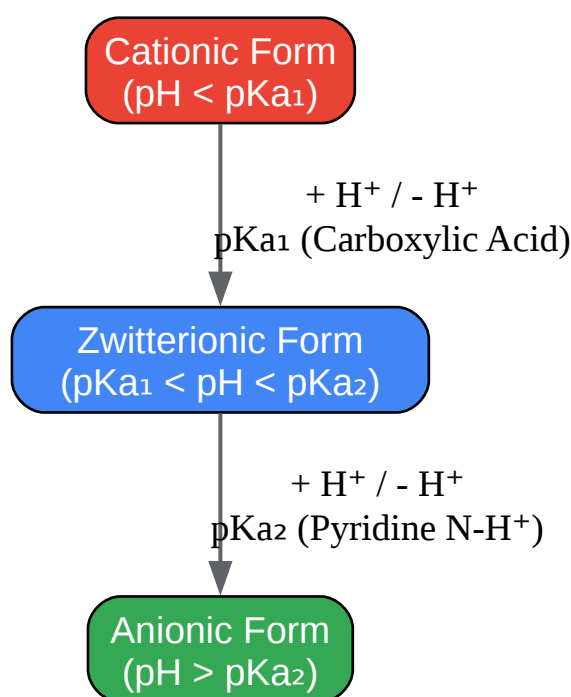 Cationic Form
(pH < pKa₁)
+ H⁺ / - H⁺
pKa₁ (Carboxylic Acid)
Zwitterionic Form
(pKa₁ < pH < pKa₂)
+ H⁺ / - H⁺
pKa₂ (Pyridine N-H⁺)
Anionic Form
(pH > pKa₂)